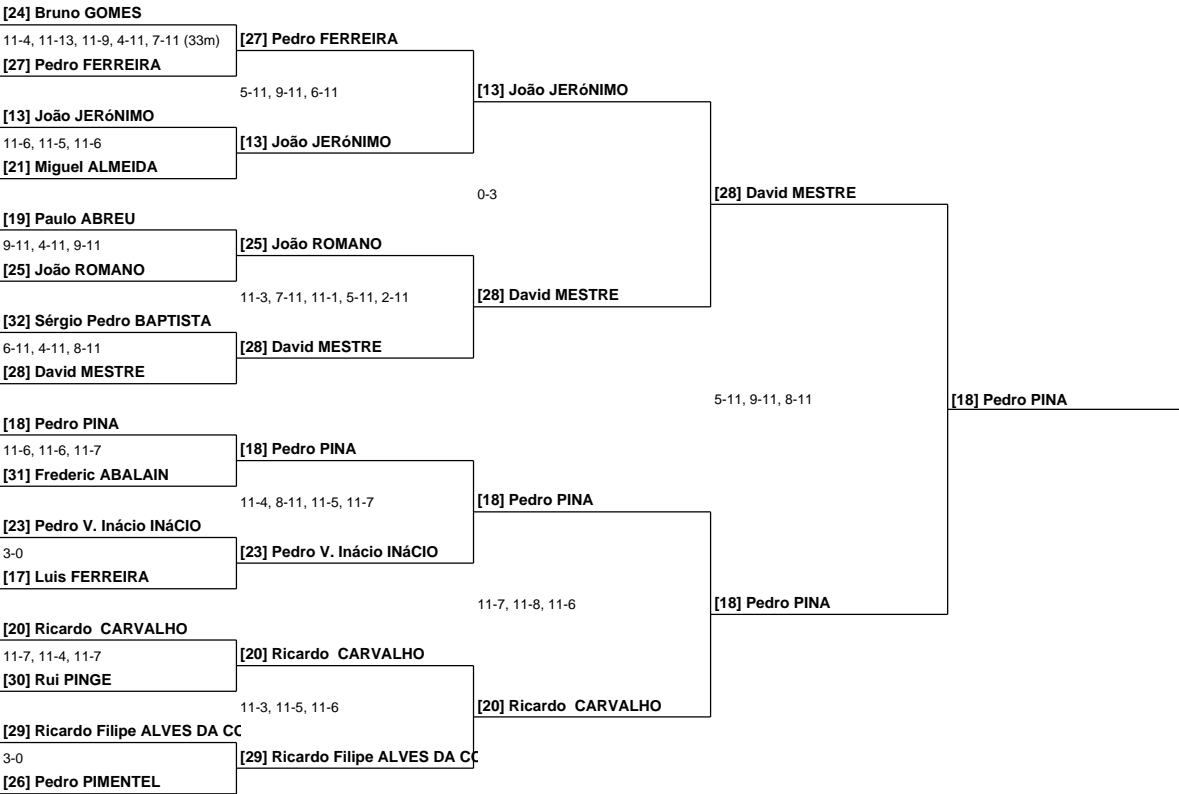 [24] Bruno GOMES
11-4, 11-13, 11-9, 4-11, 7-11 (33m)
[27] Pedro FERREIRA
[27] Pedro FERREIRA
5-11, 9-11, 6-11
[13] João JERóNIMO
[13] João JERóNIMO
11-6, 11-5, 11-6
[13] João JERóNIMO
[21] Miguel ALMEIDA
0-3
[28] David MESTRE
[19] Paulo ABREU
9-11, 4-11, 9-11
[25] João ROMANO
[25] João ROMANO
11-3, 7-11, 11-1, 5-11, 2-11
[28] David MESTRE
[32] Sérgio Pedro BAPTISTA
6-11, 4-11, 8-11
[28] David MESTRE
[28] David MESTRE
5-11, 9-11, 8-11
[18] Pedro PINA
[18] Pedro PINA
11-6, 11-6, 11-7
[18] Pedro PINA
[31] Frederic ABALAIN
11-4, 8-11, 11-5, 11-7
[18] Pedro PINA
[23] Pedro V. Inácio INáCIO
3-0
[23] Pedro V. Inácio INáCIO
[17] Luis FERREIRA
11-7, 11-8, 11-6
[18] Pedro PINA
[20] Ricardo  CARVALHO
11-7, 11-4, 11-7
[20] Ricardo  CARVALHO
[30] Rui PINGE
11-3, 11-5, 11-6
[20] Ricardo  CARVALHO
[29] Ricardo Filipe ALVES DA
3-0
[29] Ricardo Filipe ALVES DA
[26] Pedro PIMENTEL